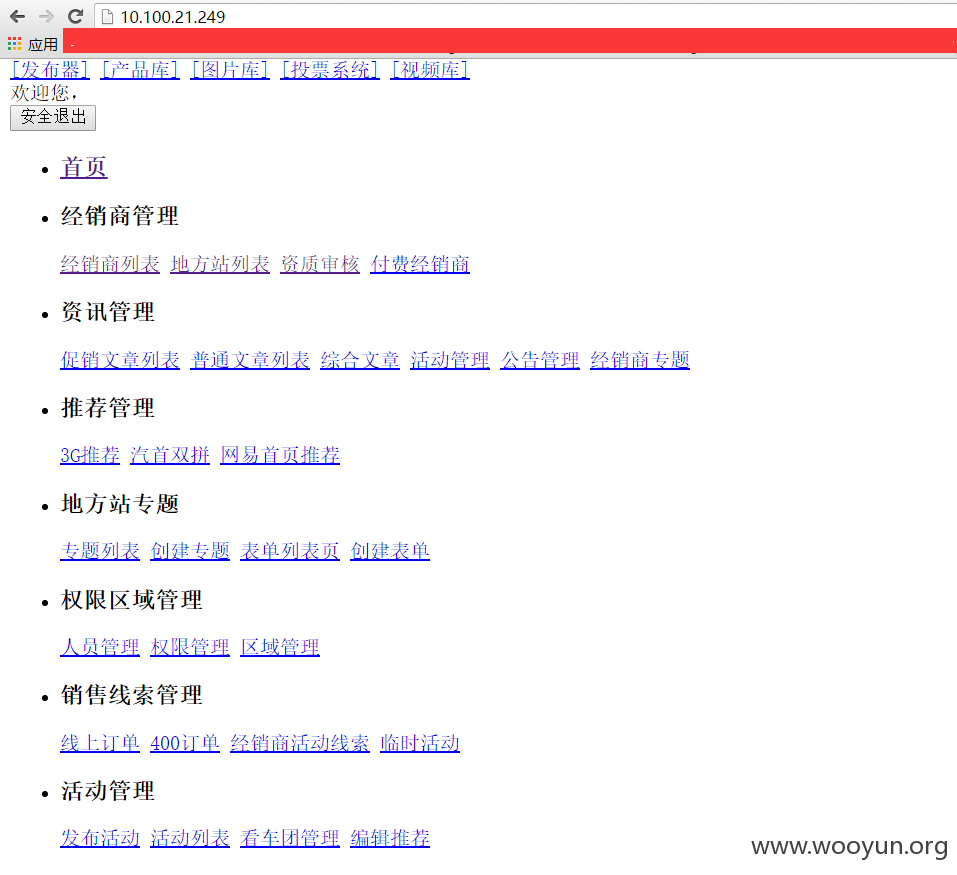 10.100.21.249
应用
[发布器] [产品库] [图片库] [投票系统] [视频库]
欢迎您，
安全退出
首页
经销商管理
经销商列表 地方站列表 资质审核 付费经销商
资讯管理
促销文章列表 普通文章列表 综合文章 活动管理 公告管理 经销商专题
推荐管理
3G推荐 汽首双拼 网易首页推荐
地方站专题
专题列表 创建专题 表单列表页 创建表单
权限区域管理
人员管理 权限管理 区域管理
销售线索管理
线上订单 400订单 经销商活动线索 临时活动
活动管理
发布活动 活动列表 看车团管理 编辑推荐
www.wooyun.org